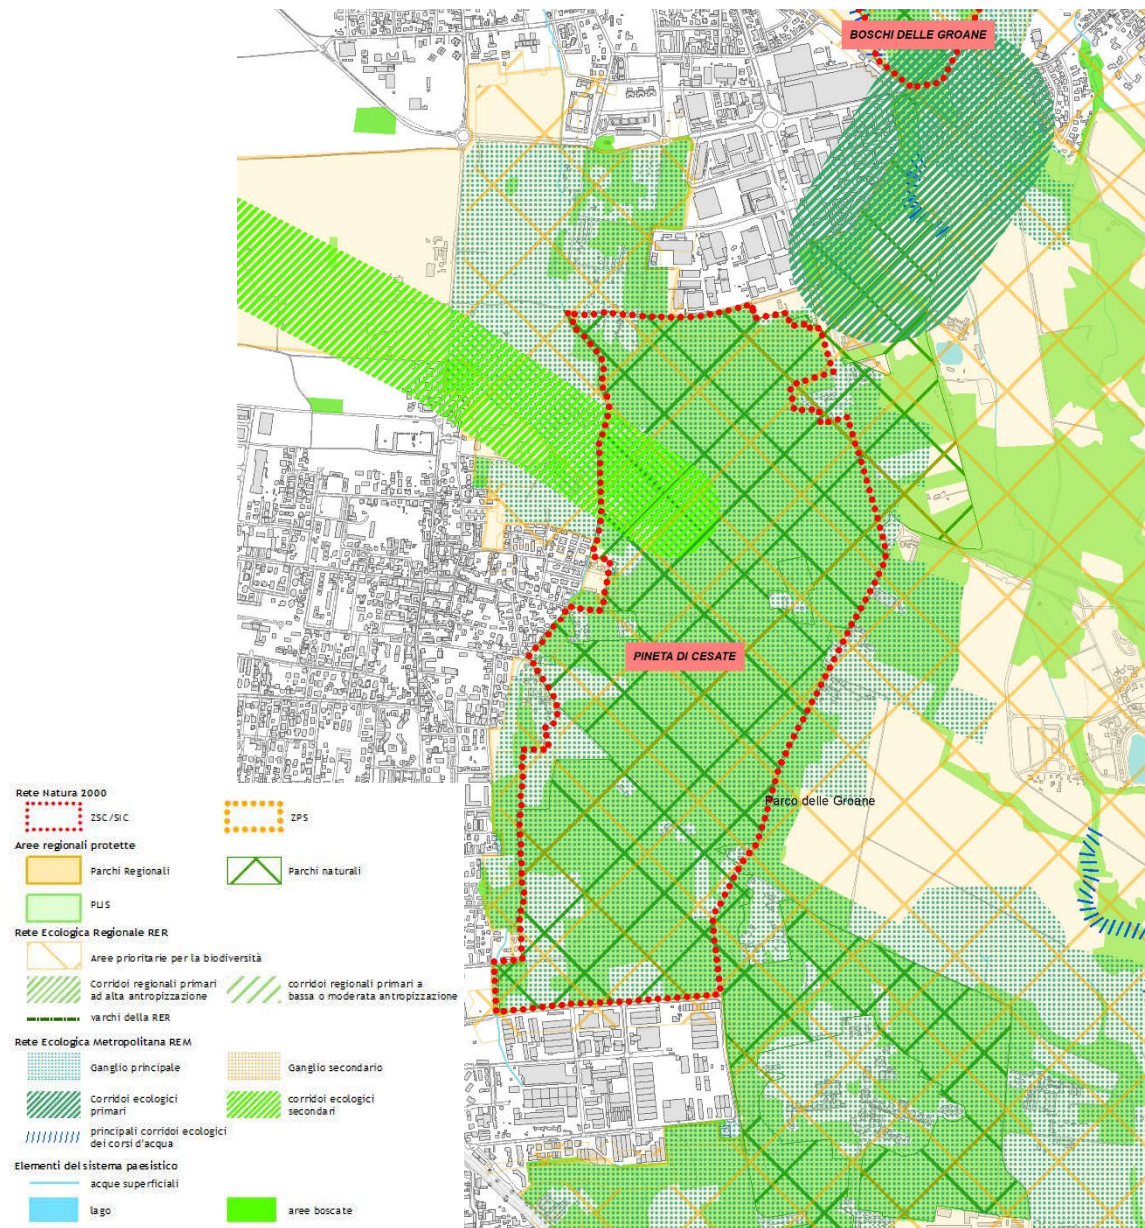 BOSCHI DELLE GROANE
PINETA DI CESATE
Parco delle Groane
Rete Natura 2000
ZSC/SIC
ZPS
Aree regionali protette
Parchi Regionali
Parchi naturali
PLIS
Rete Ecologica Regionale RER
Aree prioritarie per la biodiversità
Corridoi regionali primari
ad alta antropizzazione
corridoi regionali primari a
bassa o moderata antropizzazione
varchi della RER
Rete Ecologica Metropolitana REM
Ganglio principale
Ganglio secondario
Corridoi ecologici
primari
corridoi ecologici
secondari
principali corridoi ecologici
dei corsi d'acqua
Elementi del sistema paesistico
acque superficiali
lago
aree boscate